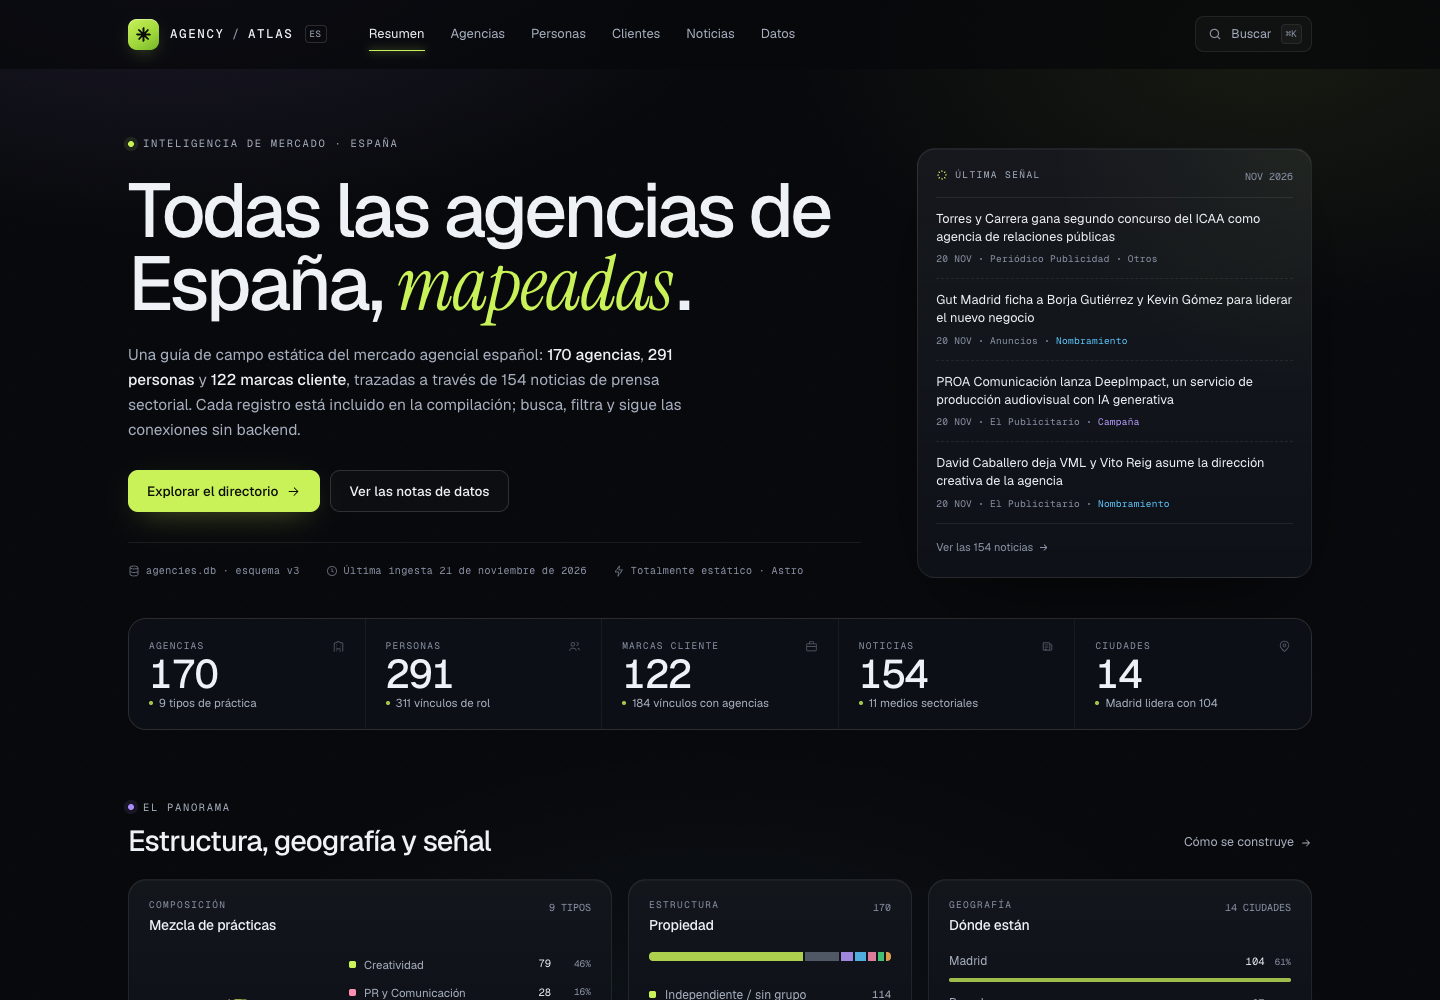 AGENCY / ATLAS ES
Resumen
Agencias
Personas
Clientes
Noticias
Datos
Buscar ⌘K
INTELIGENCIA DE MERCADO · ESPAÑA
Todas las agencias de
España, mapeadas.
Una guía de campo estática del mercado agencial español: 170 agencias, 291
personas y 122 marcas cliente, trazadas a través de 154 noticias de prensa
sectorial. Cada registro está incluido en la compilación; busca, filtra y sigue las
conexiones sin backend.
Explorar el directorio →
Ver las notas de datos
agencies.db · esquema v3
Última ingesta 21 de noviembre de 2026
Totalmente estático · Astro
ÚLTIMA SEÑAL
NOV 2026
Torres y Carrera gana segundo concurso del ICAA como
agencia de relaciones públicas
20 NOV · Periódico Publicidad · Otros
Gut Madrid ficha a Borja Gutiérrez y Kevin Gómez para liderar
el nuevo negocio
20 NOV · Anuncios · Nombramiento
PROA Comunicación lanza DeepImpact, un servicio de
producción audiovisual con IA generativa
20 NOV · El Publicitario · Campaña
David Caballero deja VML y Vito Reig asume la dirección
creativa de la agencia
20 NOV · El Publicitario · Nombramiento
Ver las 154 noticias →
AGENCIAS
170
9 tipos de práctica
PERSONAS
291
311 vínculos de rol
MARCAS CLIENTE
122
184 vínculos con agencias
NOTICIAS
154
11 medios sectoriales
CIUDADES
14
Madrid lidera con 104
EL PANORAMA
Estructura, geografía y señal
Cómo se construye →
COMPOSICIÓN
Mezcla de prácticas
9 TIPOS
Creatividad 79 46%
PR y Comunicación 28 16%
ESTRUCTURA
Propiedad
170
Independiente / sin grupo 114
GEOGRAFÍA
Dónde están
14 CIUDADES
Madrid 104 61%